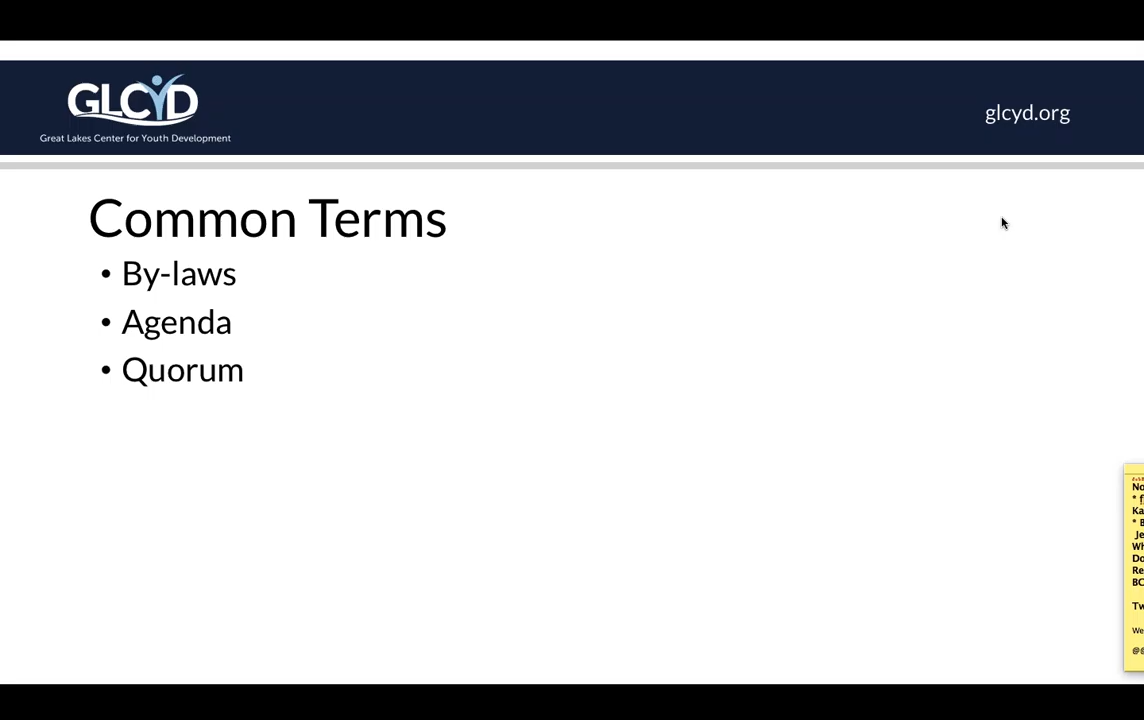 GLCYD
Great Lakes Center for Youth Development
glcyd.org
Common Terms
• By-laws
• Agenda
• Quorum